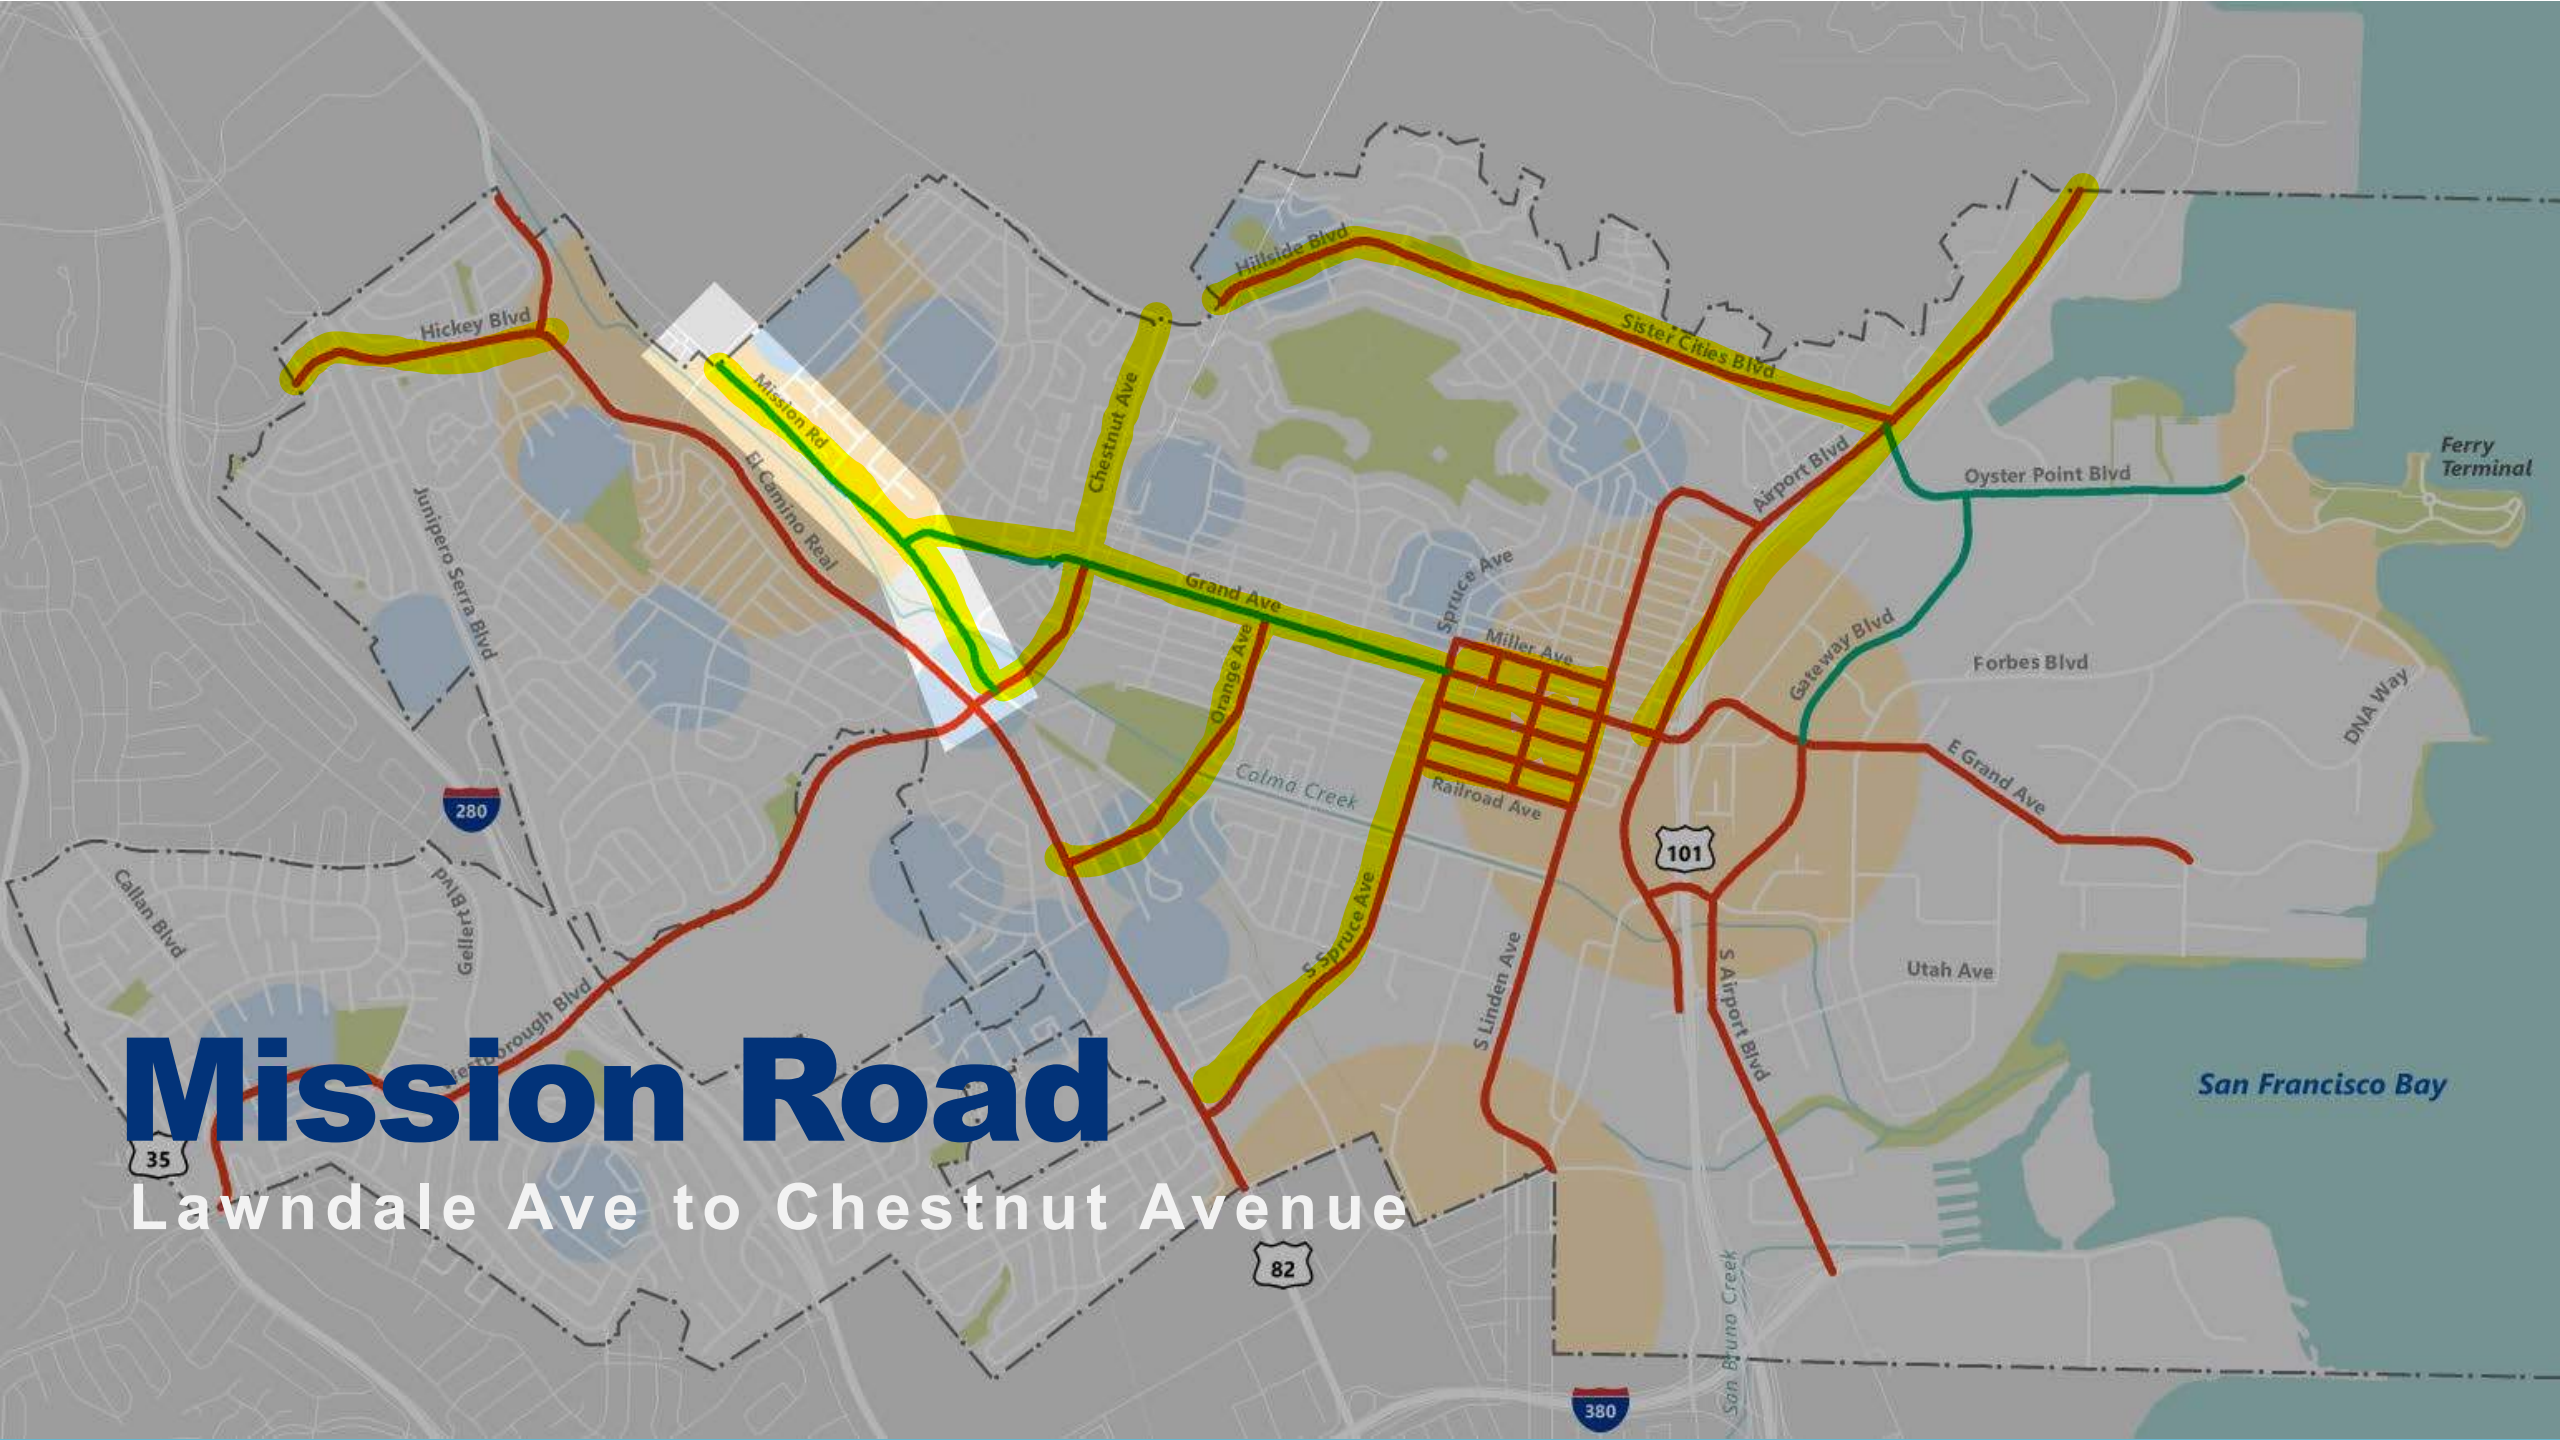 Hillside Blvd
Hickey Blvd
Sister Cities Blvd
Mission Rd
Chestnut Ave
Ferry
Terminal
Airport Blvd
Oyster Point Blvd
El Camino Real
Junipero Serra Blvd
Grand Ave
Spruce Ave
Miller Ave
Orange Ave
Gateway Blvd
Forbes Blvd
DNA Way
E Grand Ave
Colma Creek
Railroad Ave
280
101
Callan Blvd
Gellert Blvd
S Spruce Ave
S Linden Ave
S Airport Blvd
Utah Ave
Westborough Blvd
San Francisco Bay
Mission Road
35
Lawndale Ave to Chestnut Avenue
82
San Bruno Creek
380